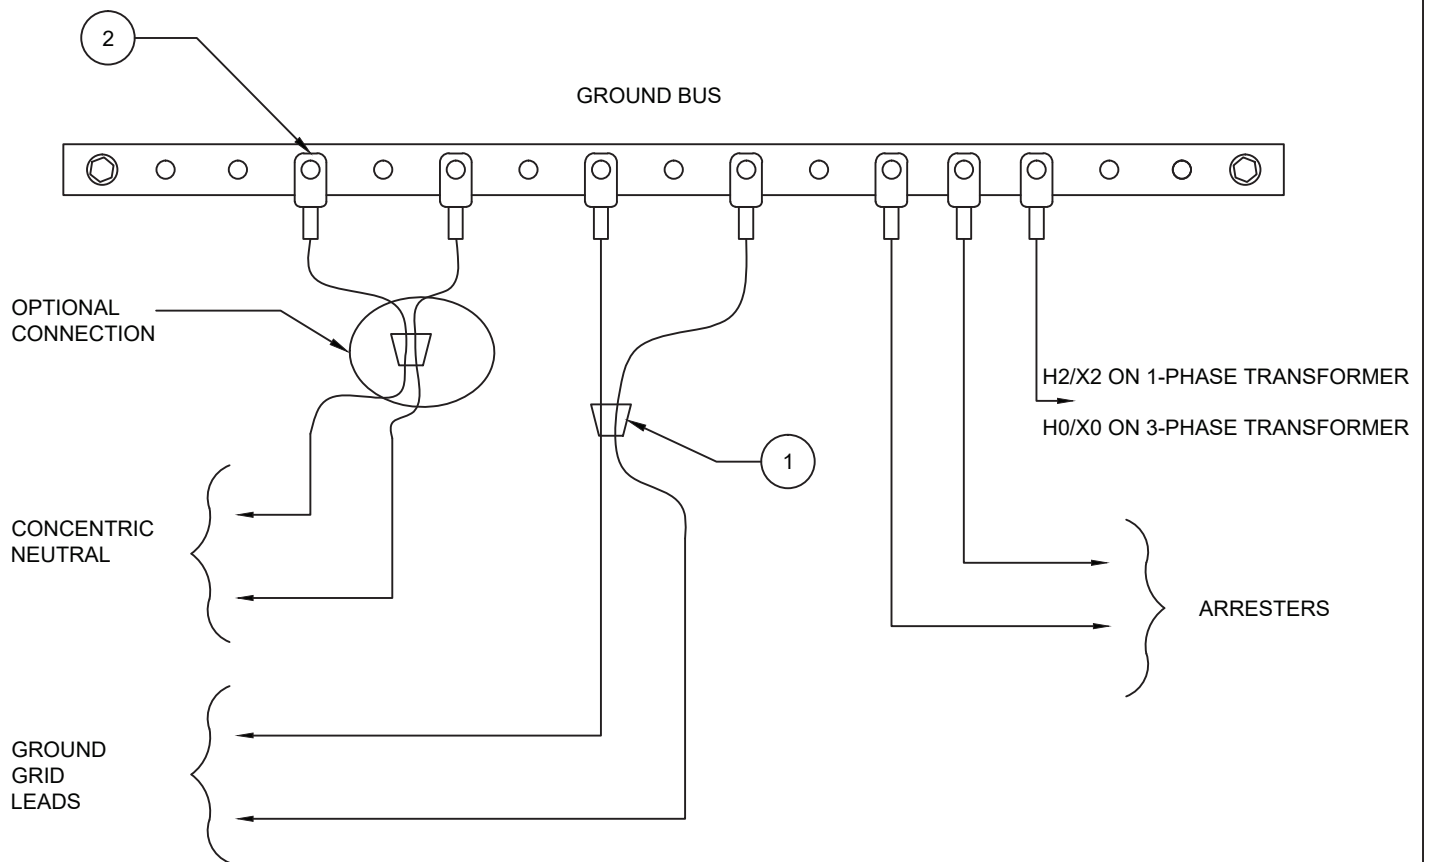 2
GROUND BUS
OPTIONAL
CONNECTION
H2/X2 ON 1-PHASE TRANSFORMER
H0/X0 ON 3-PHASE TRANSFORMER
1
CONCENTRIC
NEUTRAL
ARRESTERS
GROUND
GRID
LEADS